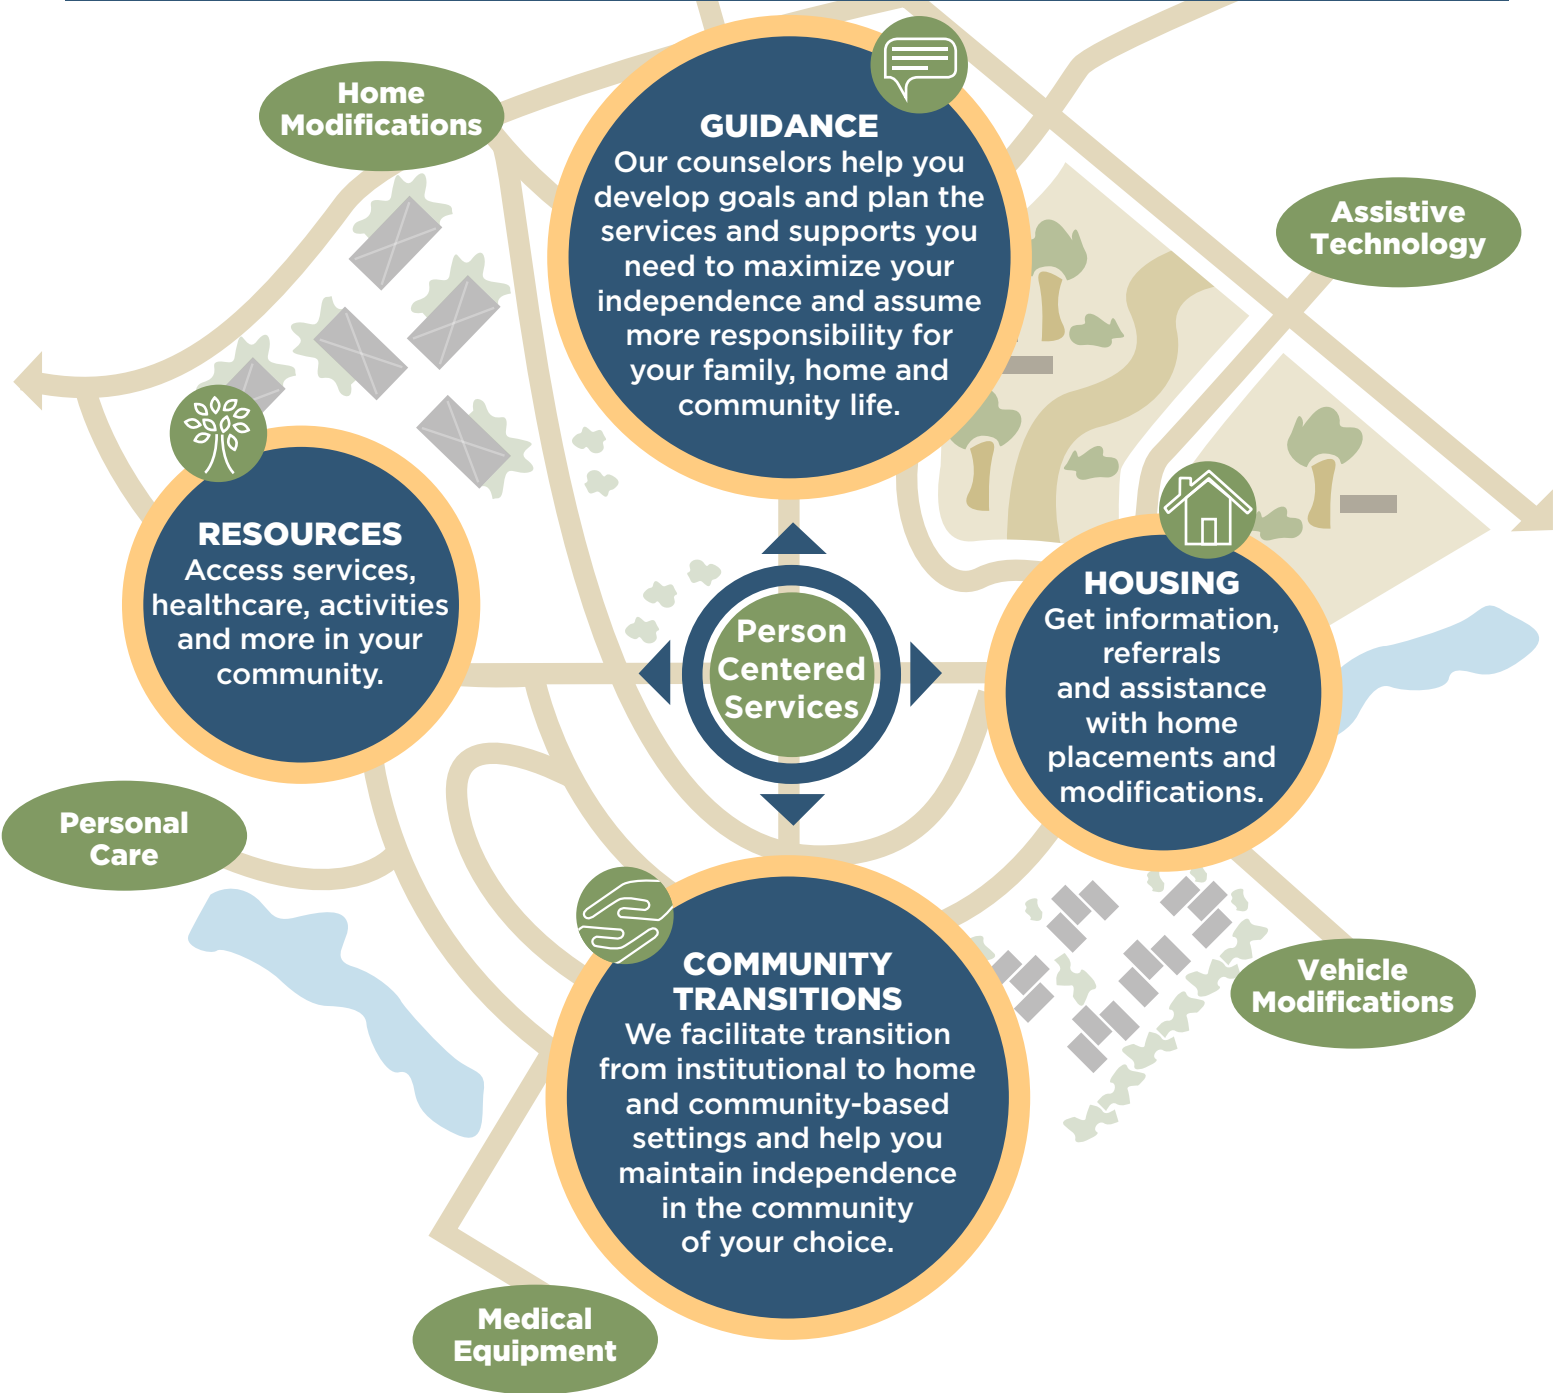 Home
Modifications
GUIDANCE
Our counselors help you
develop goals and plan the
services and supports you
need to maximize your
independence and assume
more responsibility for
your family, home and
community life.
Assistive
Technology
RESOURCES
Access services,
healthcare, activities
and more in your
community.
Person
Centered
Services
HOUSING
Get information,
referrals
and assistance
with home
placements and
modifications.
Personal
Care
COMMUNITY
TRANSITIONS
We facilitate transition
from institutional to home
and community-based
settings and help you
maintain independence
in the community
of your choice.
Vehicle
Modifications
Medical
Equipment